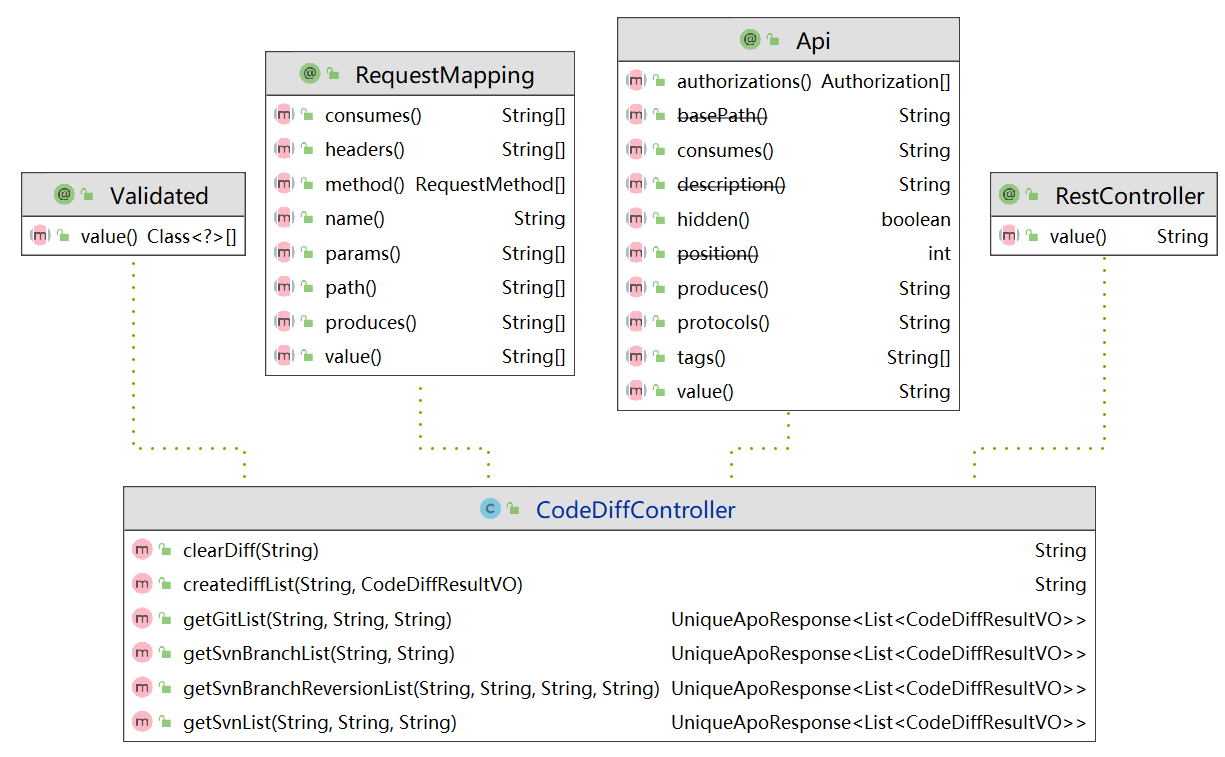 Validated
value() Class<?>[]
RequestMapping
consumes() String[]
headers() String[]
method() RequestMethod[]
name() String
params() String[]
path() String[]
produces() String[]
value() String[]
Api
authorizations() Authorization[]
basePath() String
consumes() String
description() String
hidden() boolean
position() int
produces() String
protocols() String
tags() String[]
value() String
RestController
value() String
CodeDiffController
clearDiff(String) String
creatediffList(String, CodeDiffResultVO) String
getGitList(String, String, String) UniqueApoResponse<List<CodeDiffResultVO>>
getSvnBranchList(String, String) UniqueApoResponse<List<CodeDiffResultVO>>
getSvnBranchReversionList(String, String, String, String) UniqueApoResponse<List<CodeDiffResultVO>>
getSvnList(String, String, String) UniqueApoResponse<List<CodeDiffResultVO>>